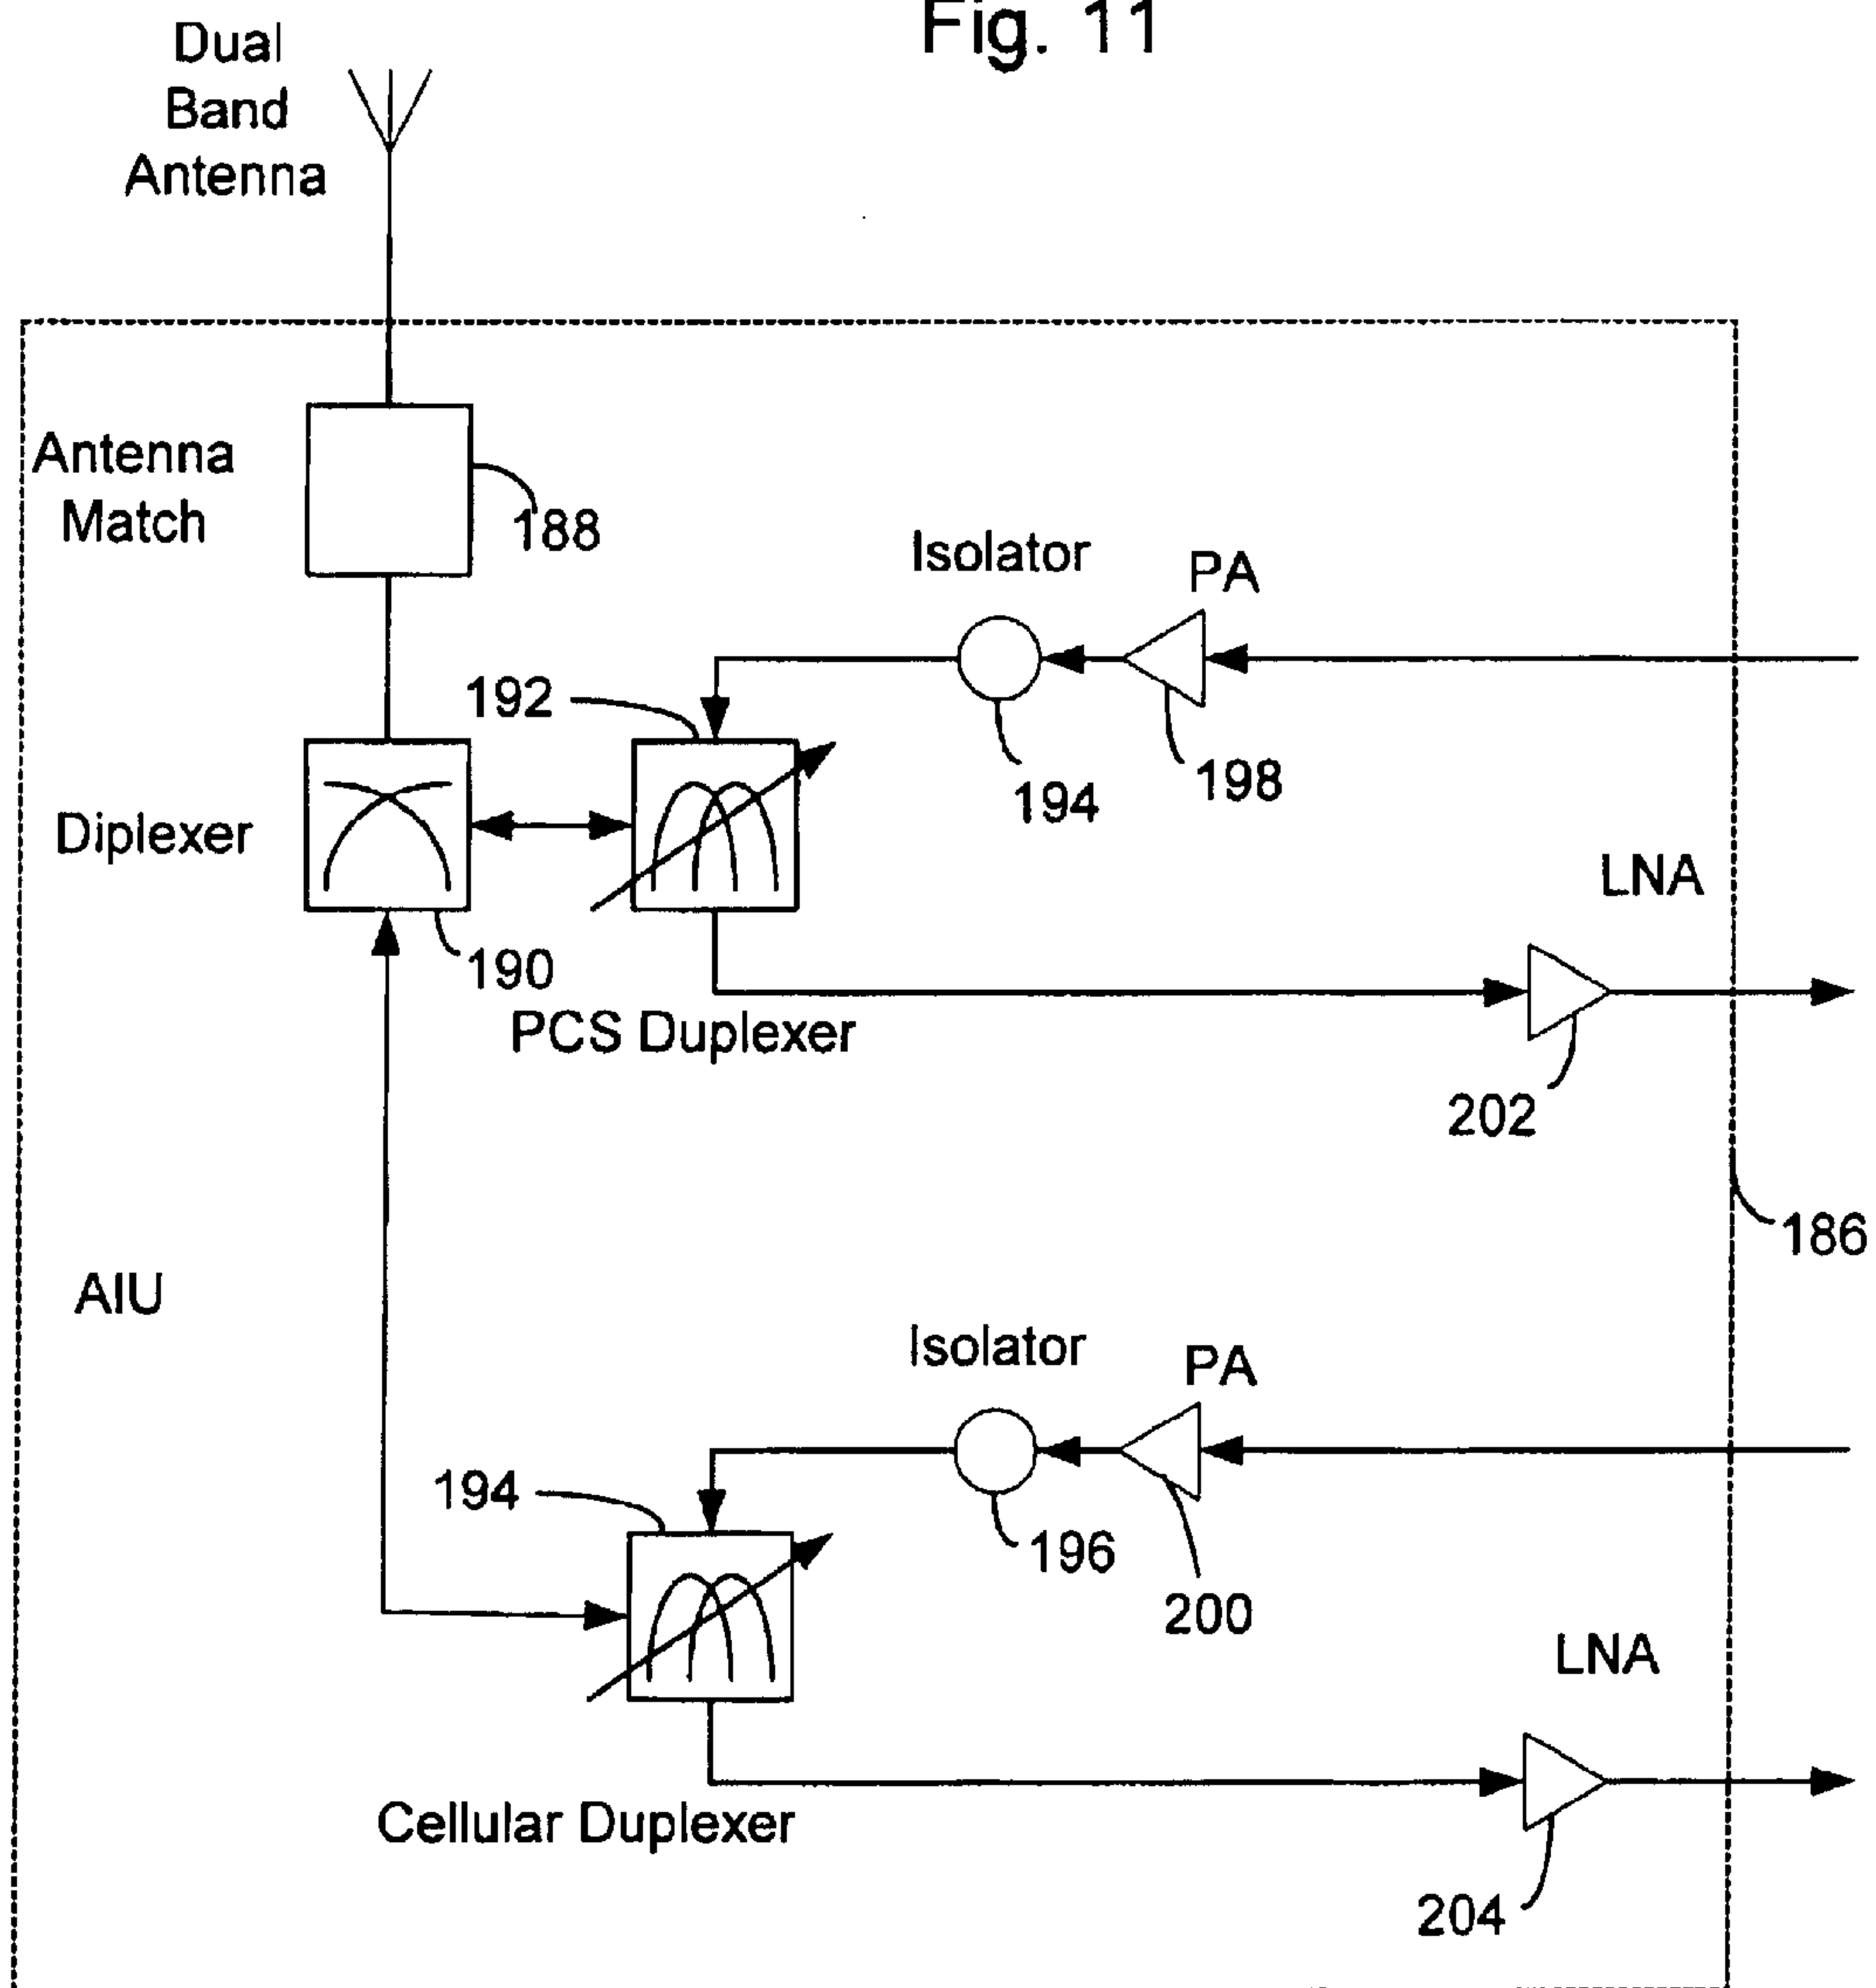 Fig. 11
Dual
Band
Antenna
Antenna
Match
188
Isolator
PA
192
194
198
Diplexer
LNA
190
PCS Duplexer
202
186
AIU
Isolator
PA
194
196
200
LNA
Cellular Duplexer
204